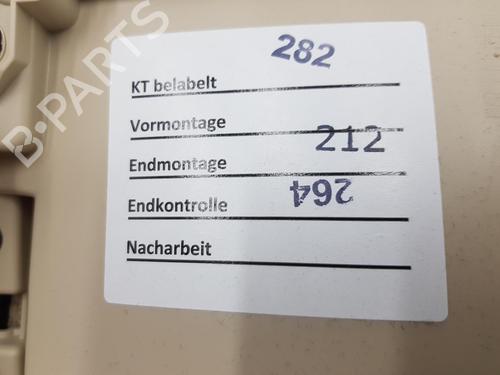 B-PARTS
282
KT belabelt
Vormontage
212
Endmontage
264
Endkontrolle
Nacharbeit